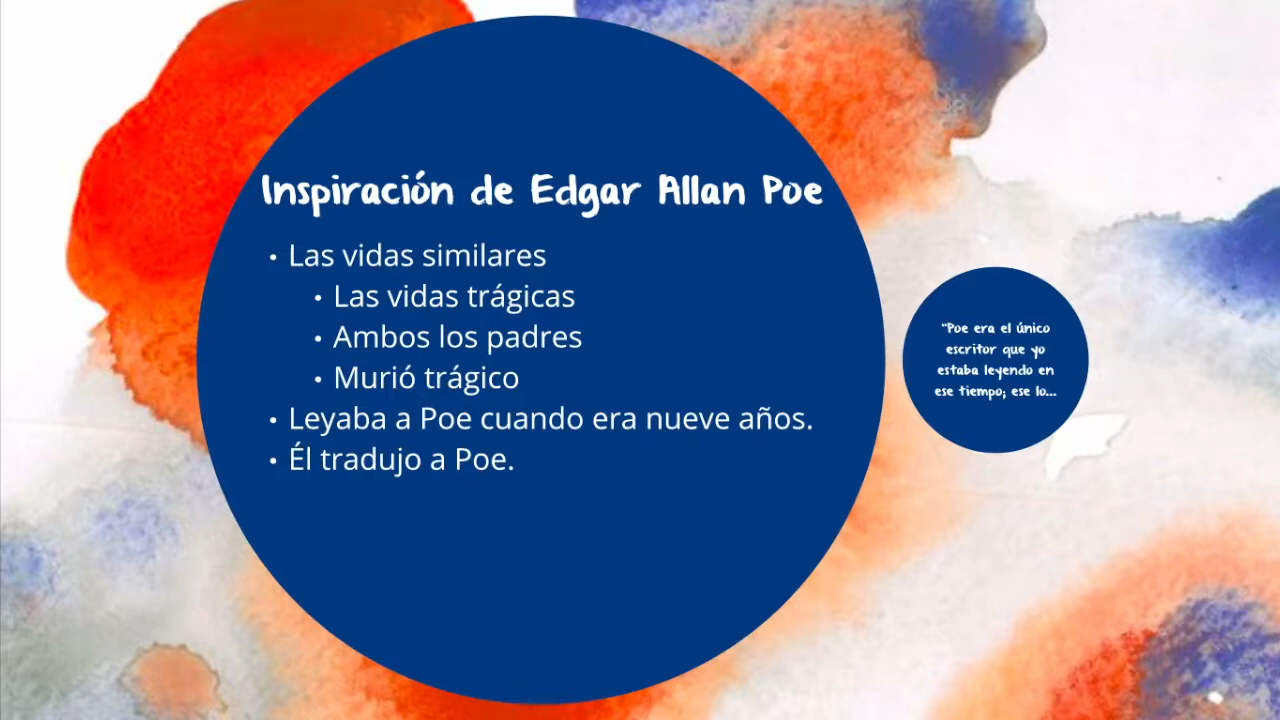 Inspiración de Edgar Allan Poe
• Las vidas similares
• Las vidas trágicas
• Ambos los padres
• Murió trágico
• Leyaba a Poe cuando era nueve años.
• Él tradujo a Poe.
"Poe era el único
escritor que yo
estaba leyendo en
ese tiempo; ese lo...